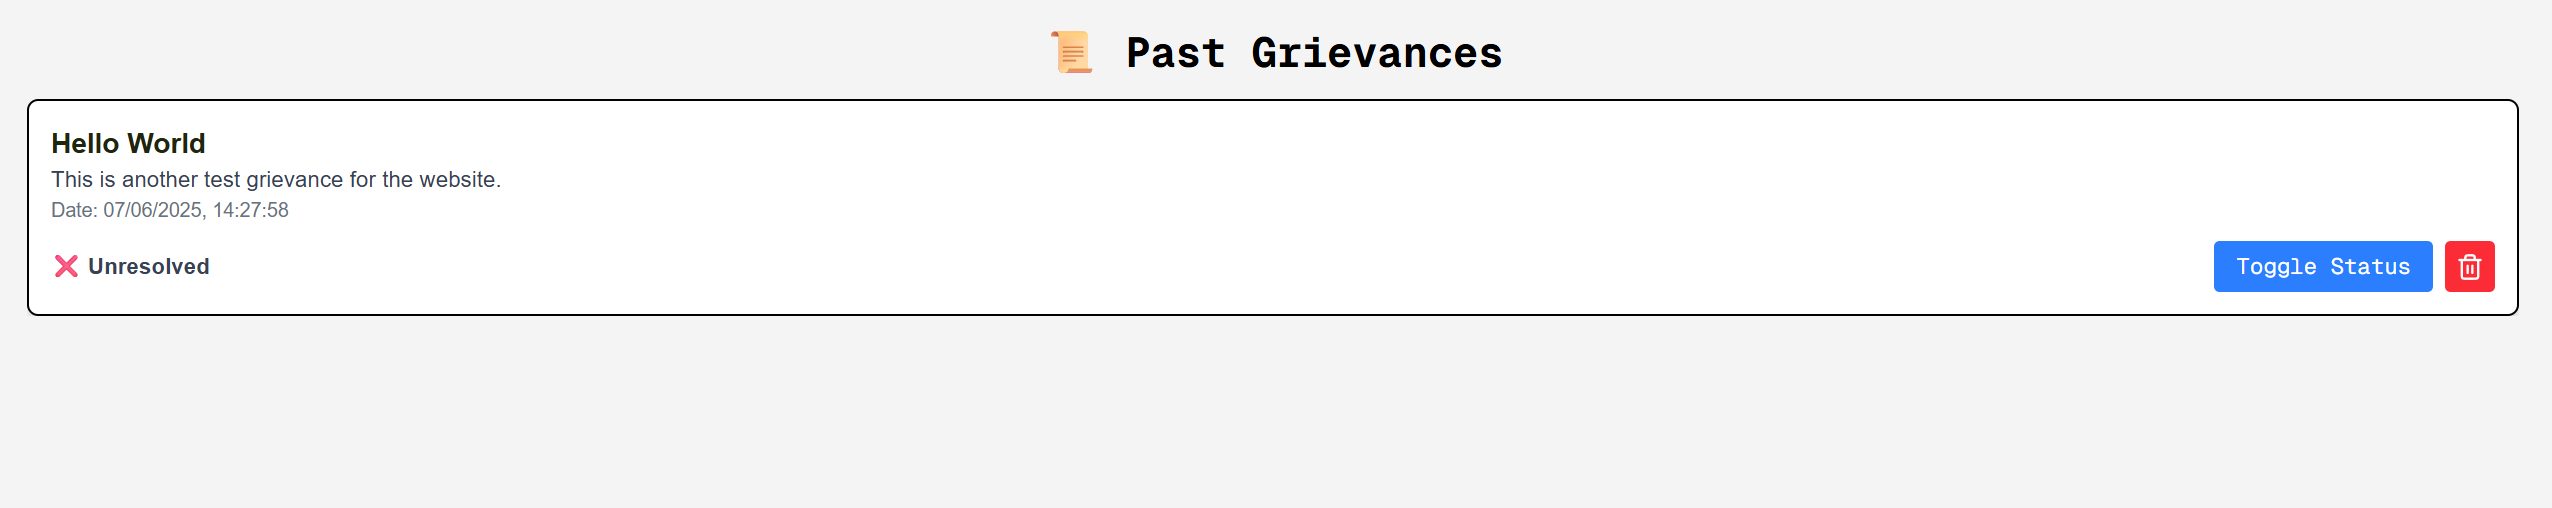 📜 Past Grievances
Hello World
This is another test grievance for the website.
Date: 07/06/2025, 14:27:58
❌ Unresolved
Toggle Status